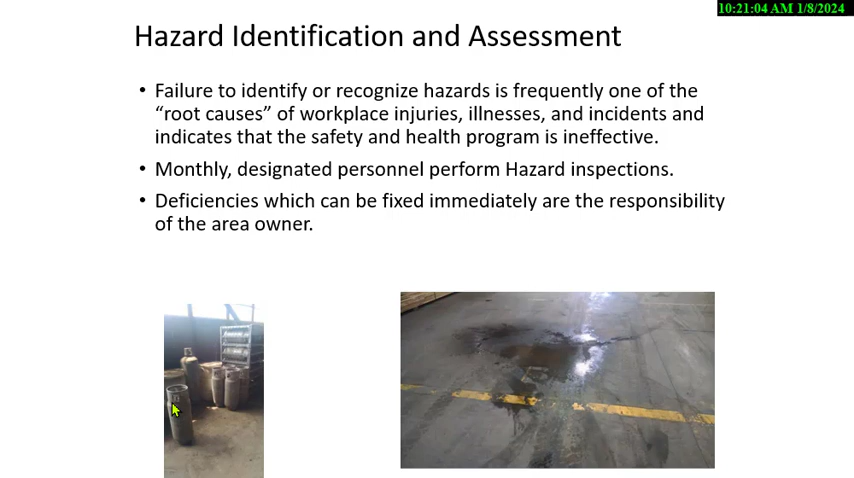 10:21:04 AM 1/8/2024
Hazard Identification and Assessment
• Failure to identify or recognize hazards is frequently one of the
“root causes” of workplace injuries, illnesses, and incidents and
indicates that the safety and health program is ineffective.
• Monthly, designated personnel perform Hazard inspections.
• Deficiencies which can be fixed immediately are the responsibility
of the area owner.